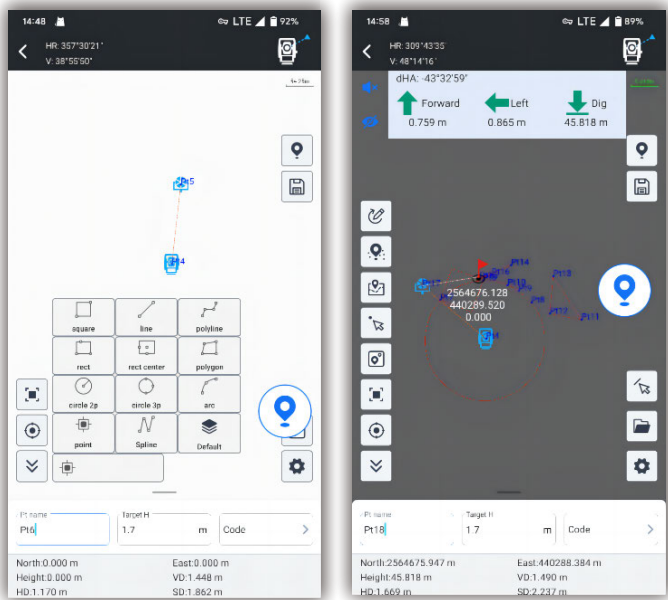 14:48
LTE 92%
HR: 357°30'21"
V: 38°55'50"
Pt5
Pt4
square
line
polyline
rect
rect center
polygon
circle 2p
circle 3p
arc
point
Spline
Default
Pt name
Pt6
Target H
1.7 m
Code
North:0.000 m
East:0.000 m
Height:0.000 m
VD:1.448 m
HD:1.170 m
SD:1.862 m
14:58
LTE 89%
HR: 309°43'35"
V: 48°14'16"
dHA: -43°32'59"
Forward
Left
Dig
0.759 m
0.865 m
45.818 m
Pt14
Pt13
Pt17
Pt10
2564676.128
440289.520
0.000
Pt8
Pt12
Pt11
Pt name
Pt18
Target H
1.7 m
Code
North:2564675.947 m
East:440288.384 m
Height:45.818 m
VD:1.490 m
HD:1.669 m
SD:2.237 m